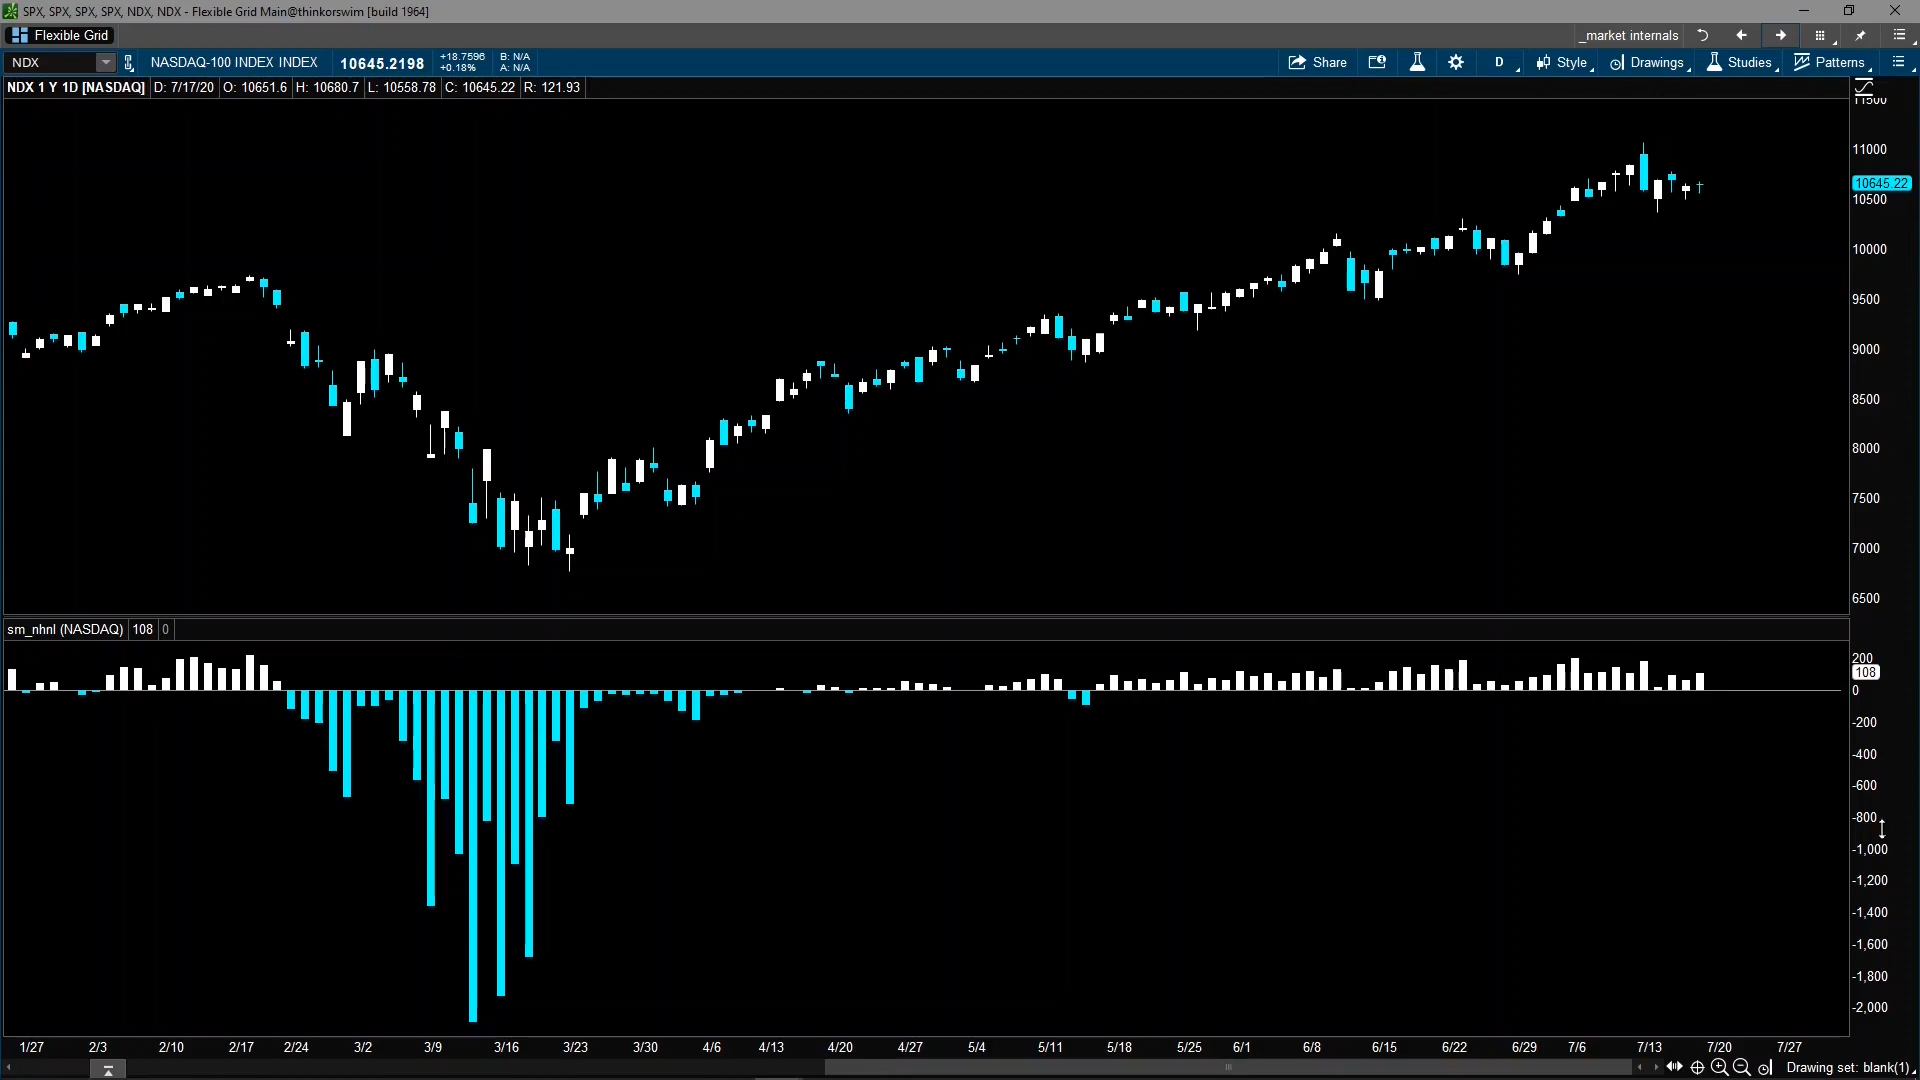 SPX, SPX, SPX, SPX, NDX, NDX - Flexible Grid Main@thinkorswim [build 1964]
Flexible Grid
_market internals
NDX
NASDAQ-100 INDEX INDEX
10645.2198
+18.7596
+0.18%
B: N/A
A: N/A
Share
D
Style
Drawings
Studies
Patterns
NDX 1 Y 1D [NASDAQ] D: 7/17/20 O: 10651.6 H: 10680.7 L: 10558.78 C: 10645.22 R: 121.93
11500
11000
10645.22
10500
10000
9500
9000
8500
8000
7500
7000
6500
sm_nhnl (NASDAQ) 108 0
200
108
0
-200
-400
-600
-800
-1,000
-1,200
-1,400
-1,600
-1,800
-2,000
1/27 2/3 2/10 2/17 2/24 3/2 3/9 3/16 3/23 3/30 4/6 4/13 4/20 4/27 5/4 5/11 5/18 5/25 6/1 6/8 6/15 6/22 6/29 7/6 7/13 7/20 7/27
Drawing set: blank(1)